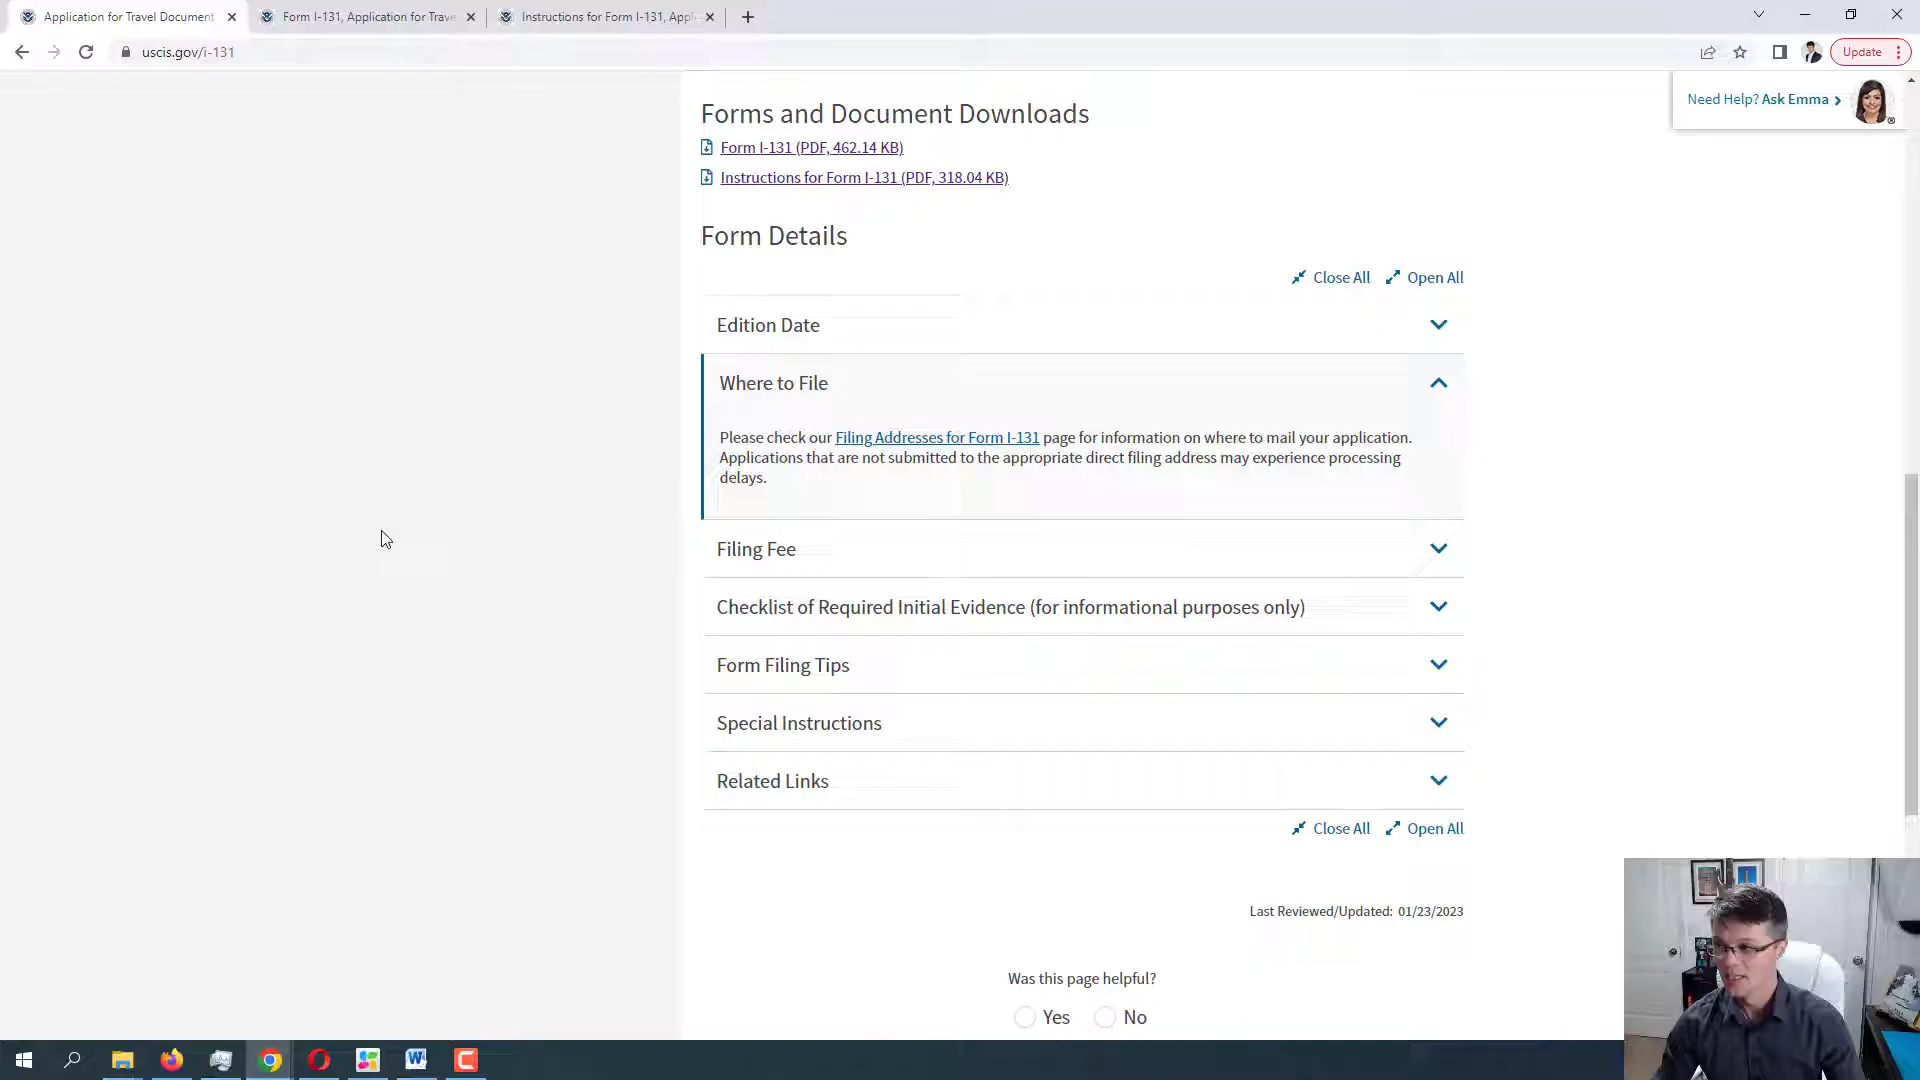 Application for Travel Document
Form I-131, Application for Trave
Instructions for Form I-131, Appl
uscis.gov/i-131
Update
Need Help? Ask Emma
Forms and Document Downloads
Form I-131 (PDF, 462.14 KB)
Instructions for Form I-131 (PDF, 318.04 KB)
Form Details
Close All Open All
Edition Date
Where to File
Please check our Filing Addresses for Form I-131 page for information on where to mail your application.
Applications that are not submitted to the appropriate direct filing address may experience processing
delays.
Filing Fee
Checklist of Required Initial Evidence (for informational purposes only)
Form Filing Tips
Special Instructions
Related Links
Close All Open All
Last Reviewed/Updated: 01/23/2023
Was this page helpful?
Yes No